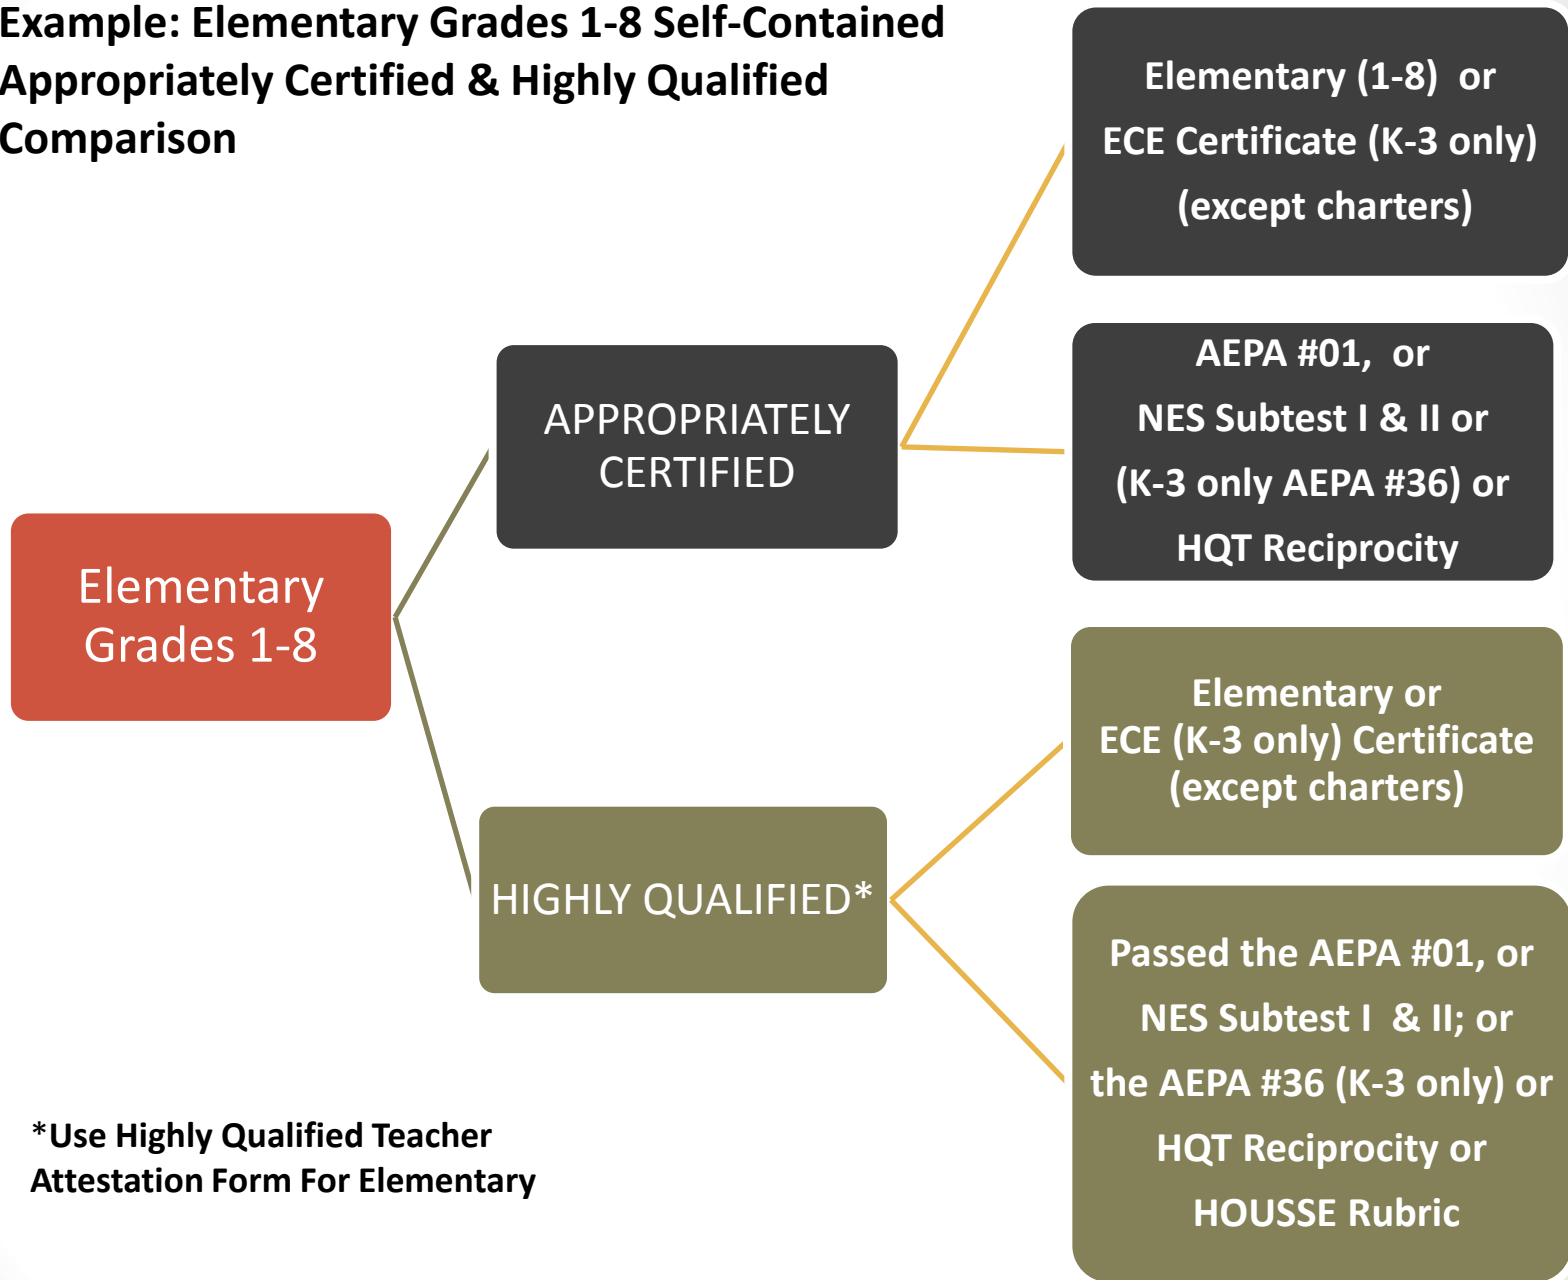 Example: Elementary Grades 1-8 Self-Contained
Appropriately Certified & Highly Qualified
Comparison
Elementary
Grades 1-8
APPROPRIATELY
CERTIFIED
Elementary (1-8) or
ECE Certificate (K-3 only)
(except charters)
AEPA #01, or
NES Subtest I & II or
(K-3 only AEPA #36) or
HQT Reciprocity
HIGHLY QUALIFIED*
Elementary or
ECE (K-3 only) Certificate
(except charters)
Passed the AEPA #01, or
NES Subtest I & II; or
the AEPA #36 (K-3 only) or
HQT Reciprocity or
HOUSSE Rubric
*Use Highly Qualified Teacher
Attestation Form For Elementary